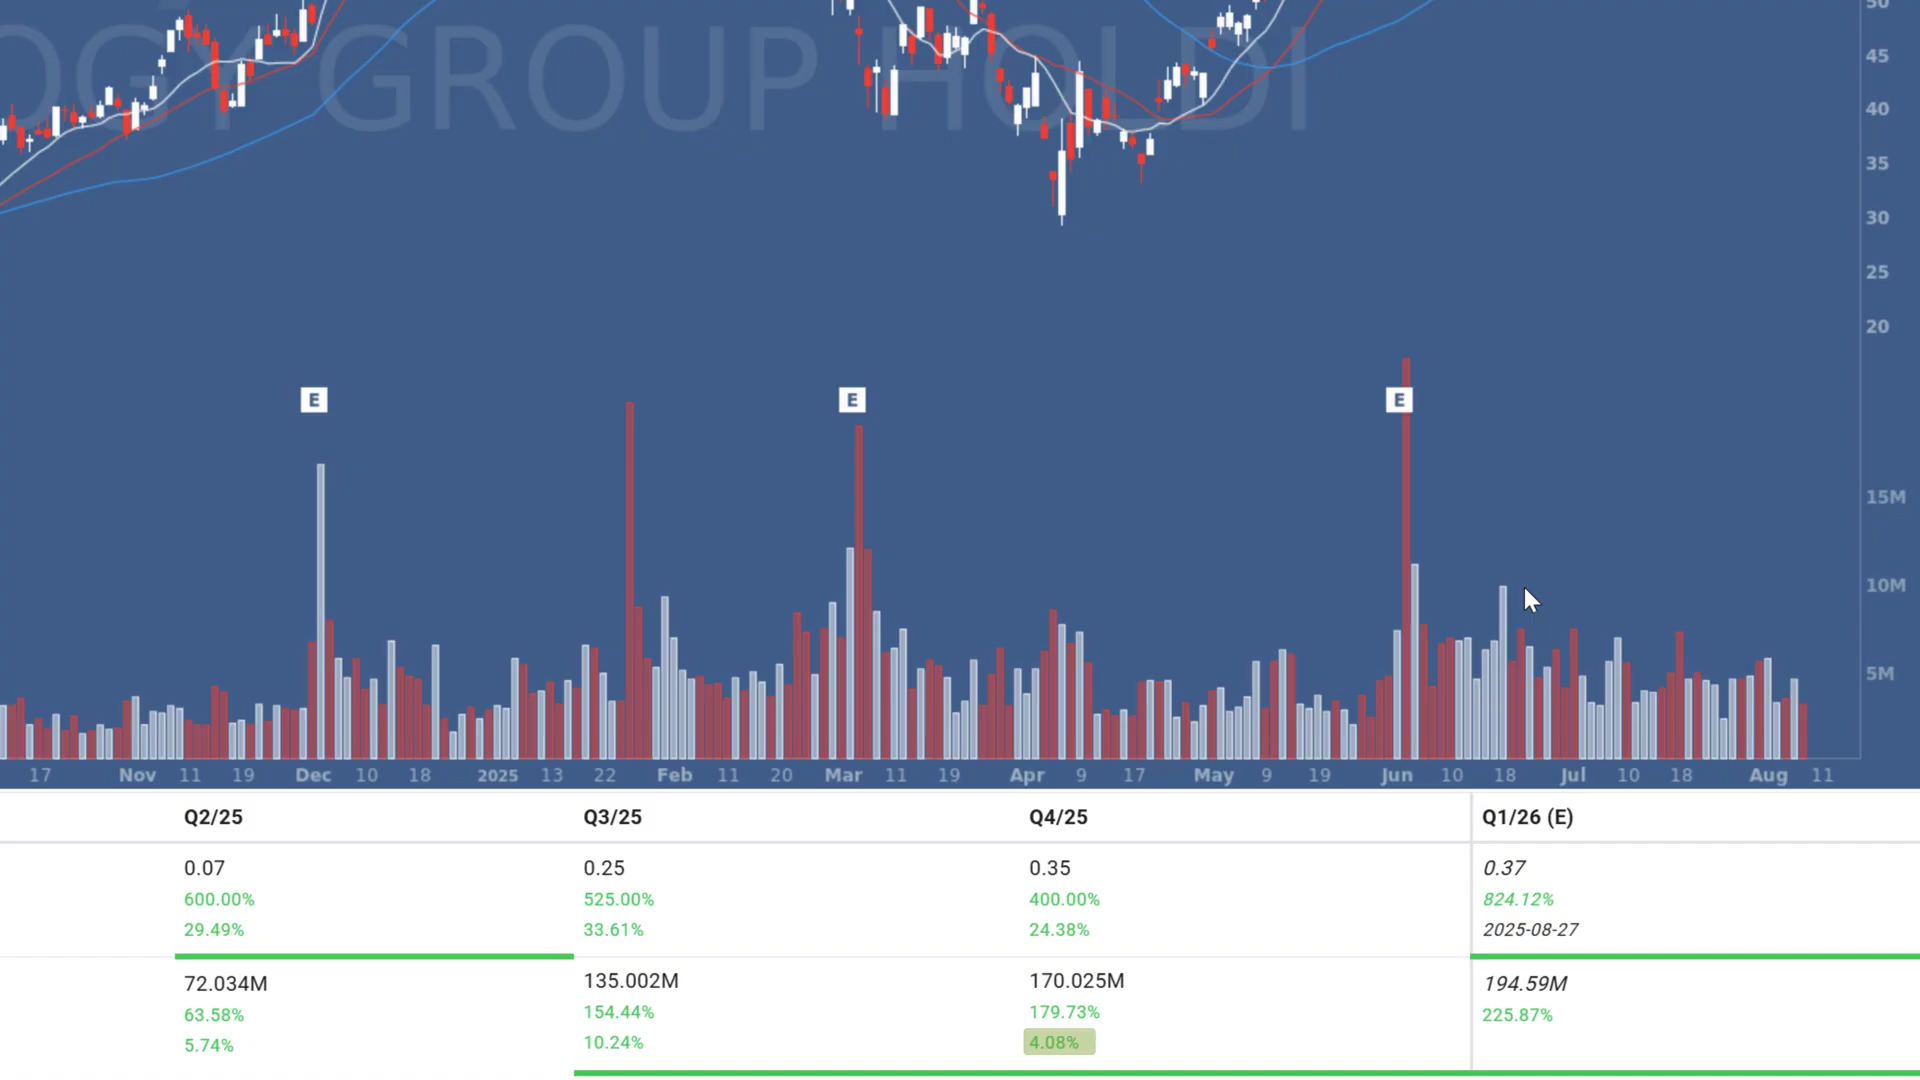 OGY GROUP HOLDI
50
45
40
35
30
25
20
E E E
15M
10M
5M
17 Nov 11 19 Dec 10 18 2025 13 22 Feb 11 20 Mar 11 19 Apr 9 17 May 9 19 Jun 10 18 Jul 10 18 Aug 11
Q2/25 Q3/25 Q4/25 Q1/26 (E)
0.07 0.25 0.35 0.37
600.00% 525.00% 400.00% 824.12%
29.49% 33.61% 24.38% 2025-08-27
72.034M 135.002M 170.025M 194.59M
63.58% 154.44% 179.73% 225.87%
5.74% 10.24% 4.08%